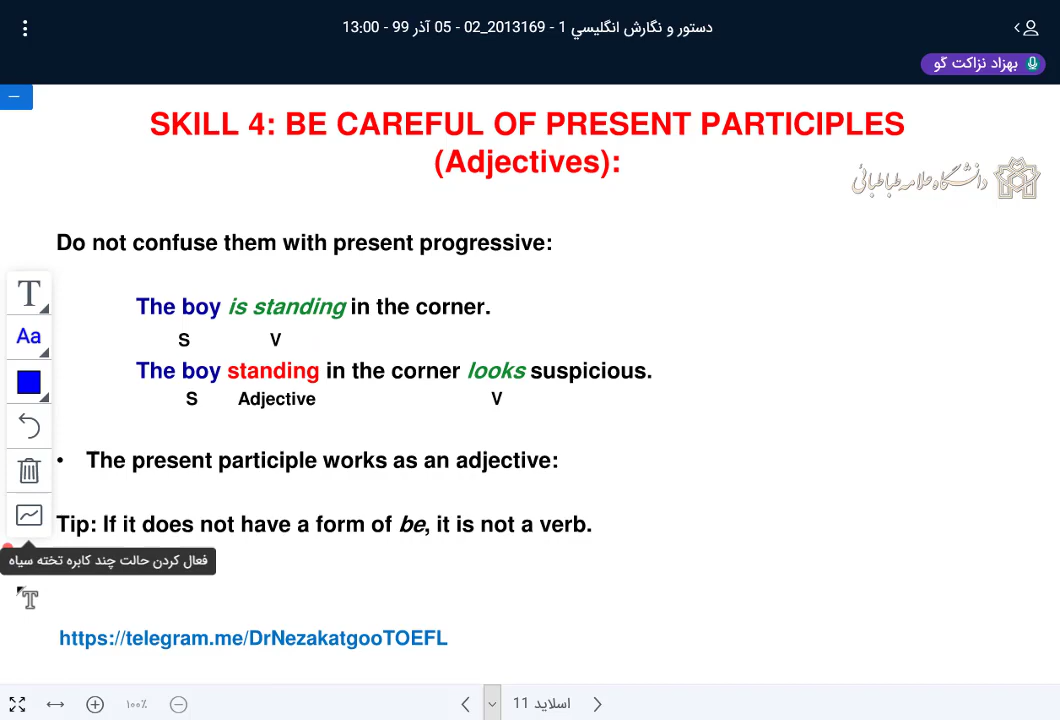 دستور و نگارش انگليسي 1 - 2013169_02 - 05 آذر 99 - 13:00
بهزاد نزاکت گو
SKILL 4: BE CAREFUL OF PRESENT PARTICIPLES
(Adjectives):
دانشگاه علامه طباطبائی
Do not confuse them with present progressive:
The boy is standing in the corner.
S V
The boy standing in the corner looks suspicious.
S Adjective V
• The present participle works as an adjective:
Tip: If it does not have a form of be, it is not a verb.
T
Aa
فعال کردن حالت چند کابره تخته سیاه
T
https://telegram.me/DrNezakatgooTOEFL
۱۰۰٪
اسلاید 11